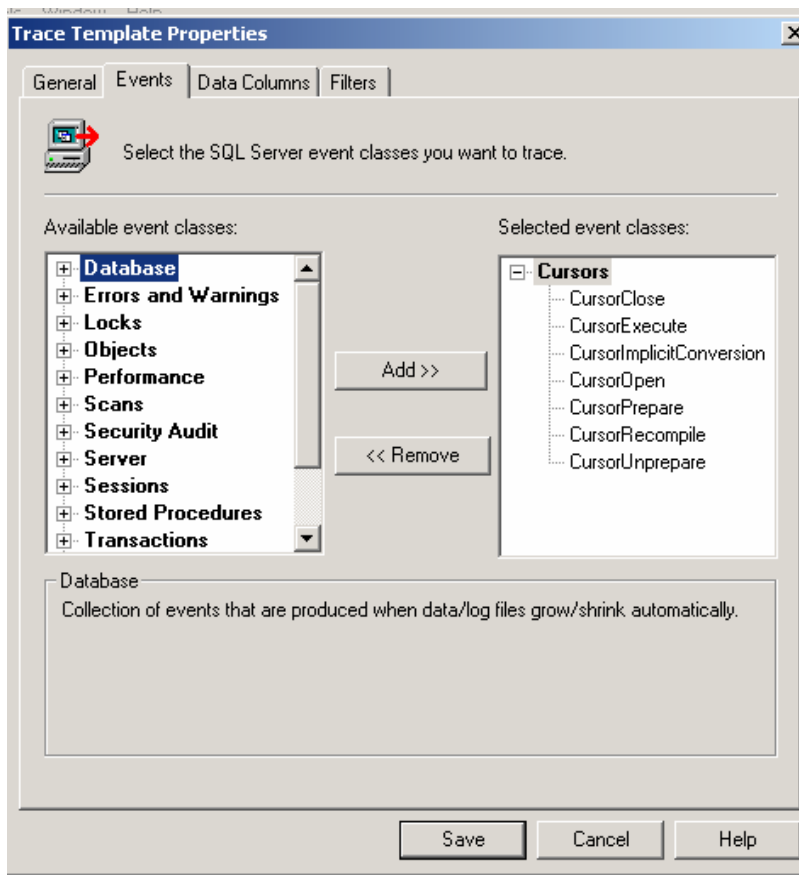 Window Help
Trace Template Properties
General Events Data Columns Filters
Select the SQL Server event classes you want to trace.
Available event classes:
Database
Errors and Warnings
Locks
Objects
Performance
Scans
Security Audit
Server
Sessions
Stored Procedures
Transactions
Add >>
<< Remove
Selected event classes:
Cursors
CursorClose
CursorExecute
CursorImplicitConversion
CursorOpen
CursorPrepare
CursorRecompile
CursorUnprepare
Database
Collection of events that are produced when data/log files grow/shrink automatically.
Save Cancel Help